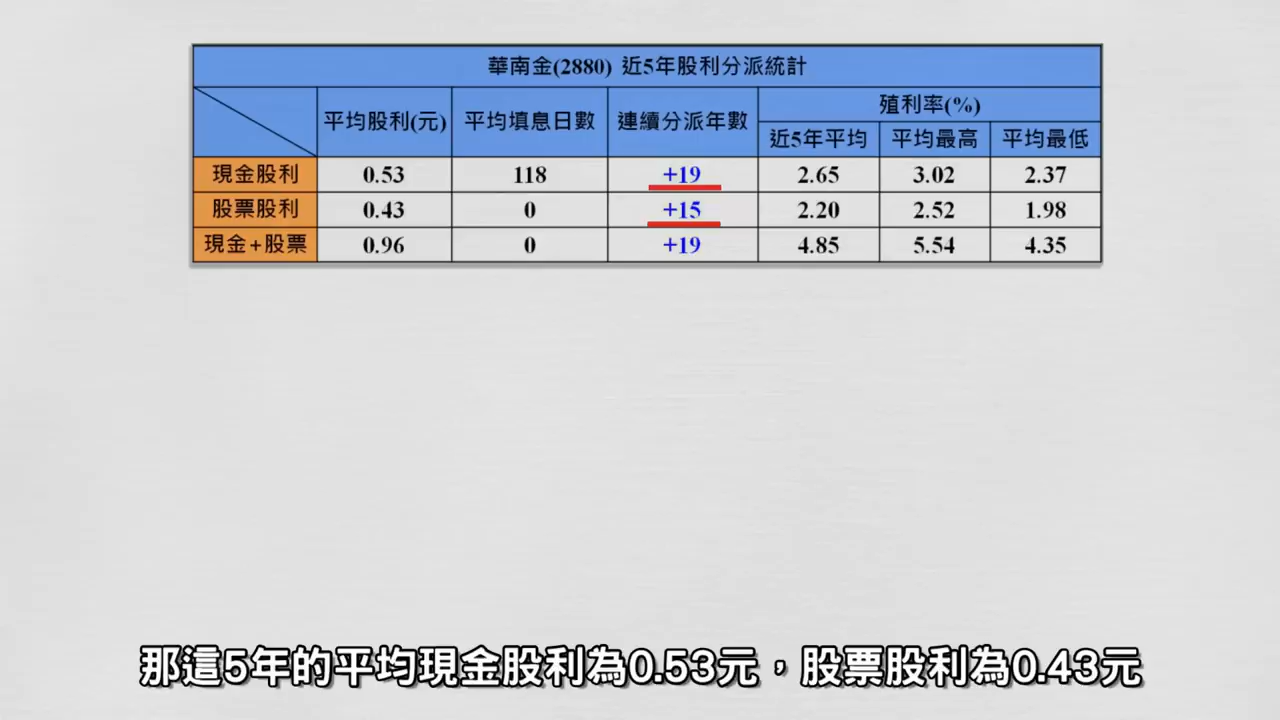 華南金(2880) 近5年股利分派統計
平均股利(元) 平均填息日數 連續分派年數 殖利率(%)
近5年平均 平均最高 平均最低
現金股利 0.53 118 +19 2.65 3.02 2.37
股票股利 0.43 0 +15 2.20 2.52 1.98
現金+股票 0.96 0 +19 4.85 5.54 4.35
那這5年的平均現金股利為0.53元，股票股利為0.43元